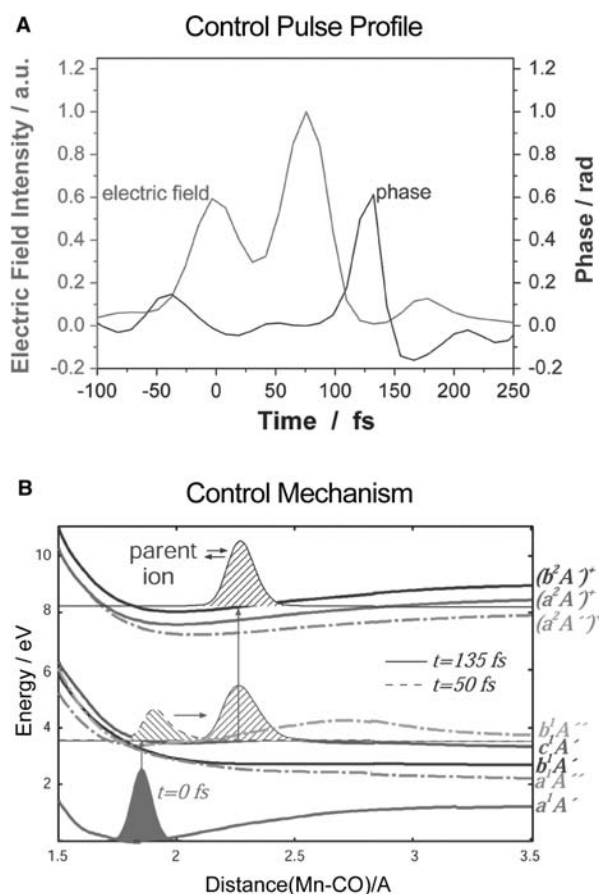 A
Control Pulse Profile
Electric Field Intensity / a.u.
1.2
1.0
0.8
0.6
0.4
0.2
0.0
-0.2
electric field
phase
1.2
1.0
0.8
0.6
0.4
0.2
0.0
-0.2
Phase / rad
-100 -50 0 50 100 150 200 250
Time / fs
B
Control Mechanism
Energy / eV
10
8
6
4
2
parent
ion
t=135 fs
t=50 fs
t=0 fs
(b²A´)⁺
(a²A´)⁺
b¹A´´
c¹A´
b¹A´
a¹A´´
a¹A´
1.5 2 2.5 3 3.5
Distance(Mn-CO)/A